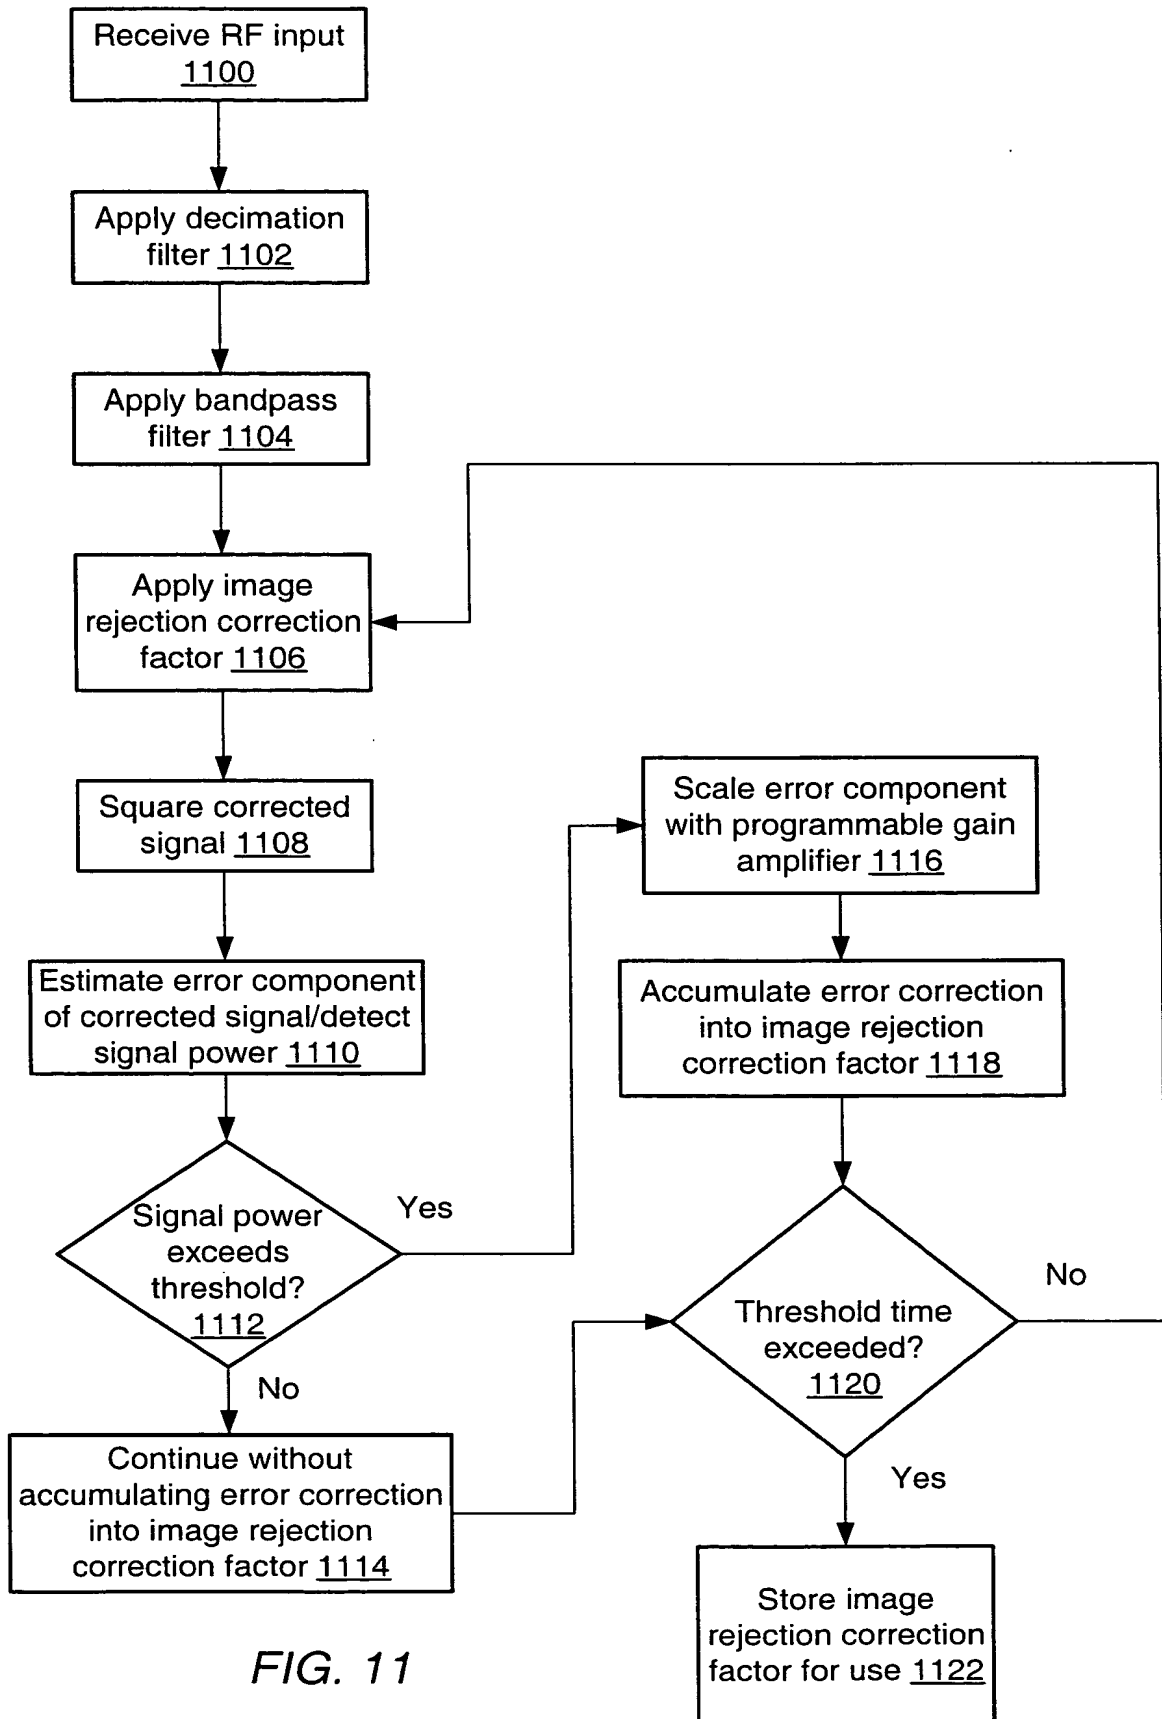 Receive RF input
1100
Apply decimation
filter 1102
Apply bandpass
filter 1104
Apply image
rejection correction
factor 1106
Square corrected
signal 1108
Estimate error component
of corrected signal/detect
signal power 1110
Signal power
exceeds
threshold?
1112
Yes
No
Continue without
accumulating error correction
into image rejection
correction factor 1114
Scale error component
with programmable gain
amplifier 1116
Accumulate error correction
into image rejection
correction factor 1118
Threshold time
exceeded?
1120
No
Yes
Store image
rejection correction
factor for use 1122
FIG. 11